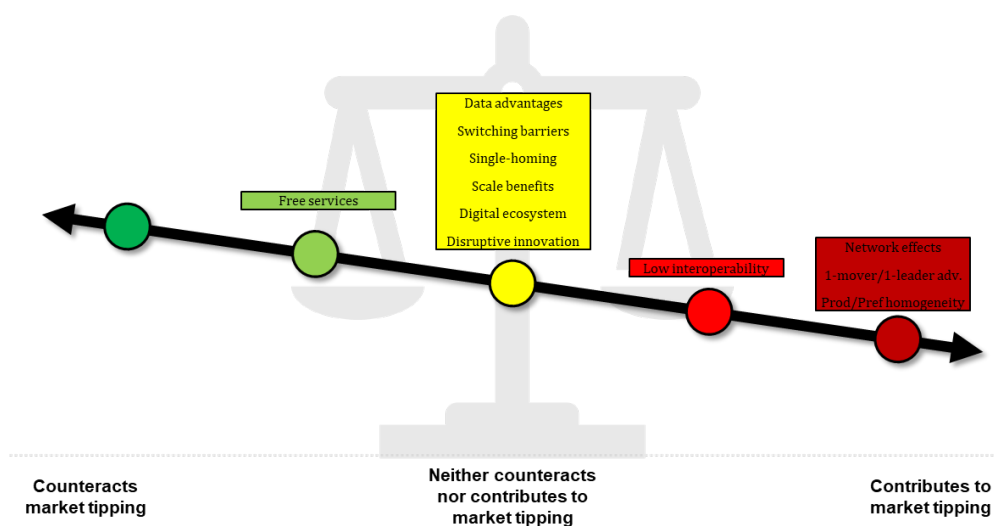 Data advantages
Switching barriers
Single-homing
Scale benefits
Digital ecosystem
Disruptive innovation
Free services
Low interoperability
Network effects
1-mover/1-leader adv.
Prod/Pref homogeneity
Counteracts
market tipping
Neither counteracts
nor contributes to
market tipping
Contributes to
market tipping